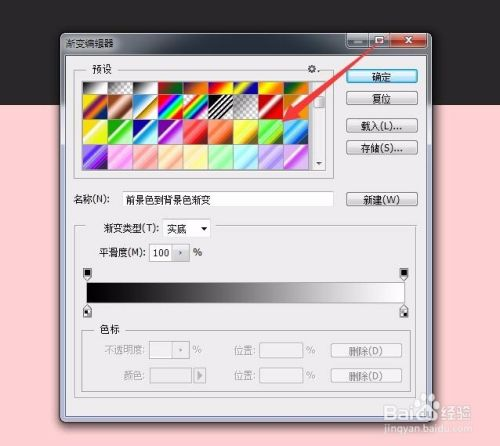 渐变编辑器
预设
确定
复位
载入(L)...
存储(S)...
名称(N): 前景色到背景色渐变 新建(W)
渐变类型(T): 实底
平滑度(M): 100 %
色标
不透明度: % 位置: % 删除(D)
颜色: 位置: % 删除(D)
Baidu 经验
jingyan.baidu.com